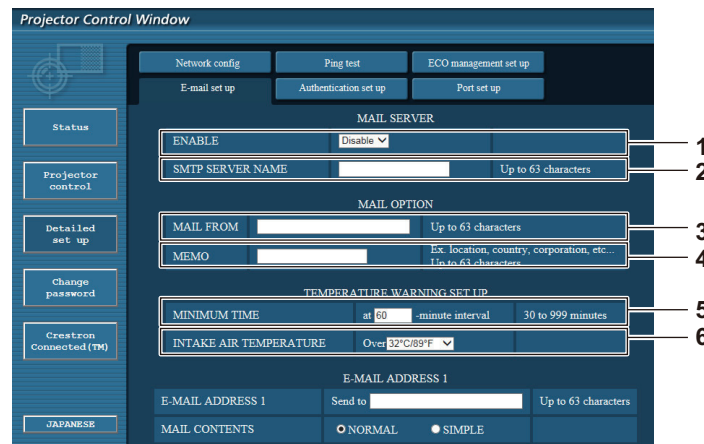 Projector Control Window
Network config
Ping test
ECO management set up
E-mail set up
Authentication set up
Port set up
Status
Projector
control
Detailed
set up
Change
password
Crestron
Connected(TM)
JAPANESE
MAIL SERVER
ENABLE Disable 1
SMTP SERVER NAME Up to 63 characters 2
MAIL OPTION
MAIL FROM Up to 63 characters 3
MEMO Ex. location, country, corporation, etc... 4
Up to 63 characters
TEMPERATURE WARNING SET UP
MINIMUM TIME at 60 -minute interval 30 to 999 minutes 5
INTAKE AIR TEMPERATURE Over 32°C/89°F 6
E-MAIL ADDRESS 1
E-MAIL ADDRESS 1 Send to Up to 63 characters
MAIL CONTENTS NORMAL SIMPLE